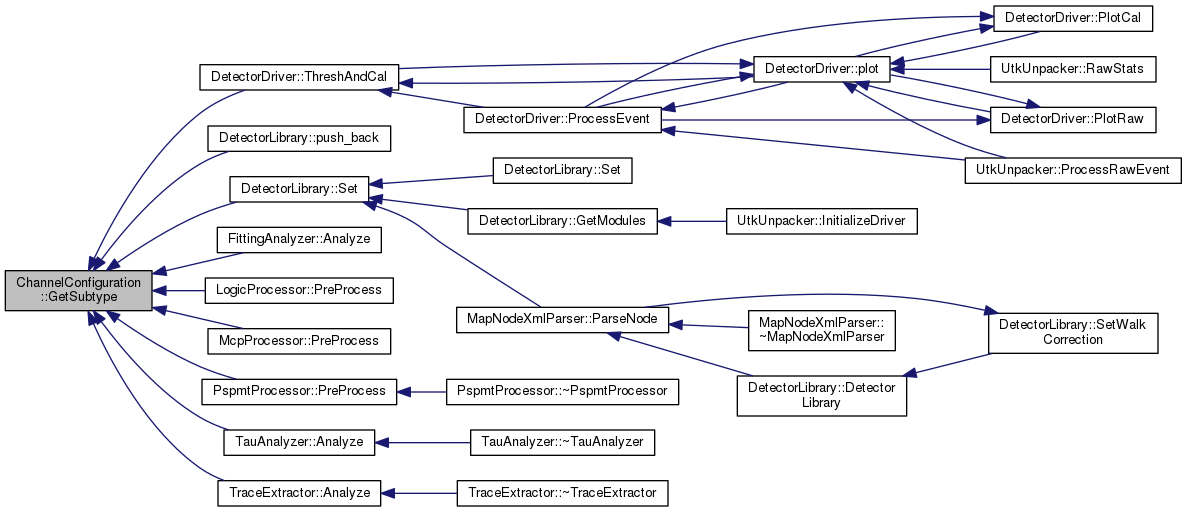 ChannelConfiguration
::GetSubtype
DetectorDriver::ThreshAndCal
DetectorLibrary::push_back
DetectorLibrary::Set
FittingAnalyzer::Analyze
LogicProcessor::PreProcess
McpProcessor::PreProcess
PspmtProcessor::PreProcess
TauAnalyzer::Analyze
TraceExtractor::Analyze
DetectorDriver::ProcessEvent
DetectorLibrary::Set
DetectorLibrary::GetModules
MapNodeXmlParser::ParseNode
PspmtProcessor::~PspmtProcessor
TauAnalyzer::~TauAnalyzer
TraceExtractor::~TraceExtractor
DetectorDriver::plot
UtkUnpacker::InitializeDriver
MapNodeXmlParser::
~MapNodeXmlParser
DetectorLibrary::Detector
Library
DetectorDriver::PlotCal
UtkUnpacker::RawStats
DetectorDriver::PlotRaw
UtkUnpacker::ProcessRawEvent
DetectorLibrary::SetWalk
Correction